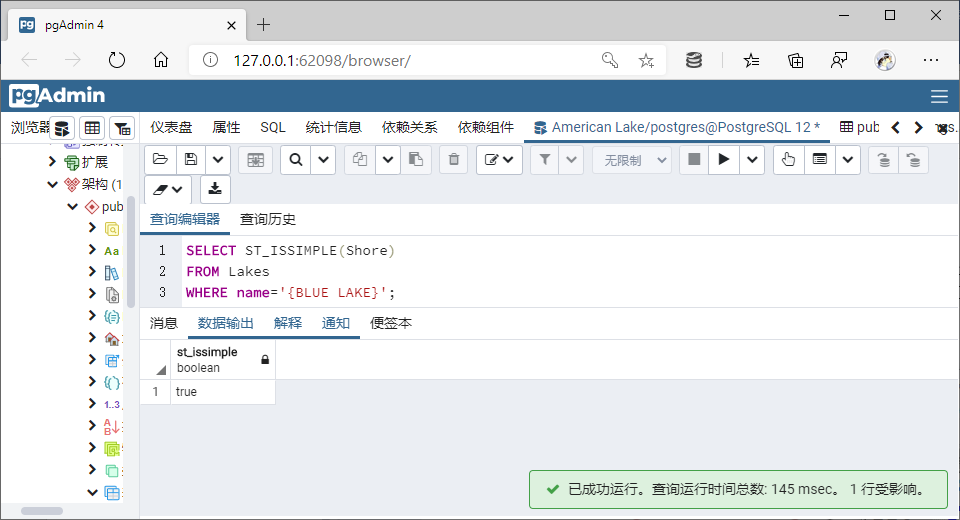 pgAdmin 4
127.0.0.1:62098/browser/
pgAdmin
浏览器
仪表盘 属性 SQL 统计信息 依赖关系 依赖组件 American Lake/postgres@PostgreSQL 12 * pub
扩展
架构 (1
pub
Aa
1..3
无限制
查询编辑器 查询历史
1 SELECT ST_ISSIMPLE(Shore)
2 FROM Lakes
3 WHERE name='{BLUE LAKE}';
消息 数据输出 解释 通知 便签本
st_issimple
boolean
1 true
已成功运行。查询运行时间总数: 145 msec。 1 行受影响。